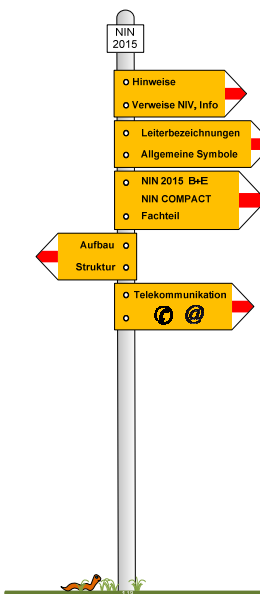 NIN
2015
Hinweise
Verweise NIV, Info
Leiterbezeichnungen
Allgemeine Symbole
NIN 2015 B+E
NIN COMPACT
Fachteil
Aufbau
Struktur
Telekommunikation
✆ @